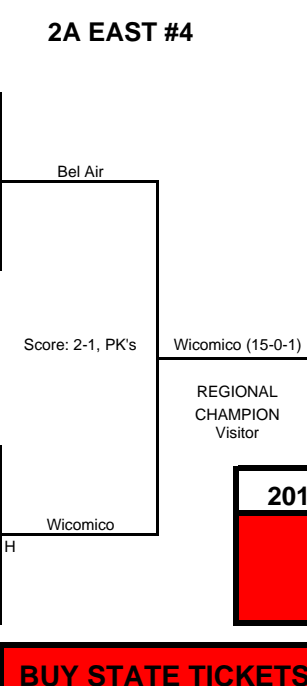 2A EAST #4
Bel Air
Score: 2-1, PK's
Wicomico (15-0-1)
REGIONAL
CHAMPION
Visitor
201
Wicomico
H
BUY STATE TICKETS